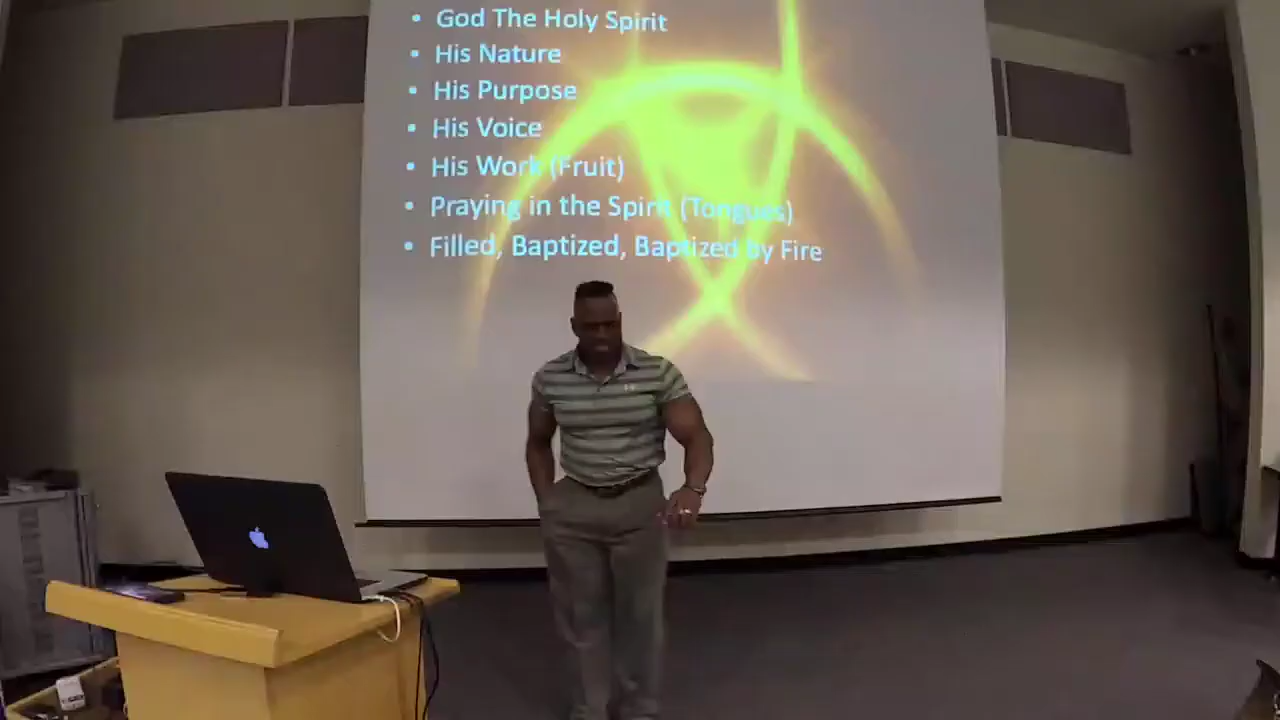 • God The Holy Spirit
• His Nature
• His Purpose
• His Voice
• His Work (Fruit)
• Praying in the Spirit (Tongues)
• Filled, Baptized, Baptized by Fire